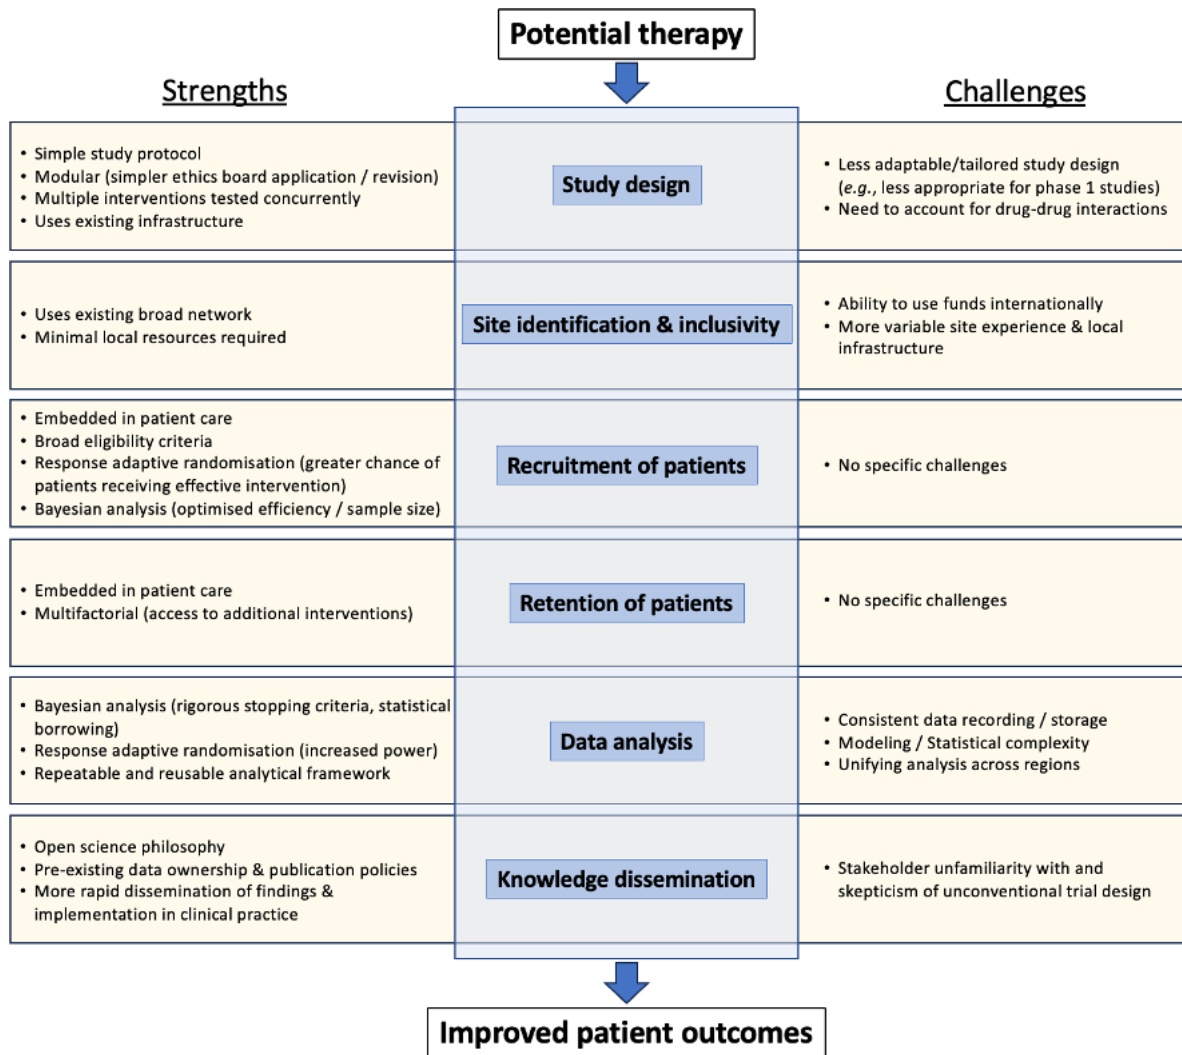 Potential therapy
Strengths
Challenges
• Simple study protocol
• Modular (simpler ethics board application / revision)
• Multiple interventions tested concurrently
• Uses existing infrastructure
Study design
• Less adaptable/tailored study design
(e.g., less appropriate for phase 1 studies)
• Need to account for drug-drug interactions
• Uses existing broad network
• Minimal local resources required
Site identification & inclusivity
• Ability to use funds internationally
• More variable site experience & local
infrastructure
• Embedded in patient care
• Broad eligibility criteria
• Response adaptive randomisation (greater chance of
patients receiving effective intervention)
• Bayesian analysis (optimised efficiency / sample size)
Recruitment of patients
• No specific challenges
• Embedded in patient care
• Multifactorial (access to additional interventions)
Retention of patients
• No specific challenges
• Bayesian analysis (rigorous stopping criteria, statistical
borrowing)
• Response adaptive randomisation (increased power)
• Repeatable and reusable analytical framework
Data analysis
• Consistent data recording / storage
• Modeling / Statistical complexity
• Unifying analysis across regions
• Open science philosophy
• Pre-existing data ownership & publication policies
• More rapid dissemination of findings &
implementation in clinical practice
Knowledge dissemination
• Stakeholder unfamiliarity with and
skepticism of unconventional trial design
Improved patient outcomes